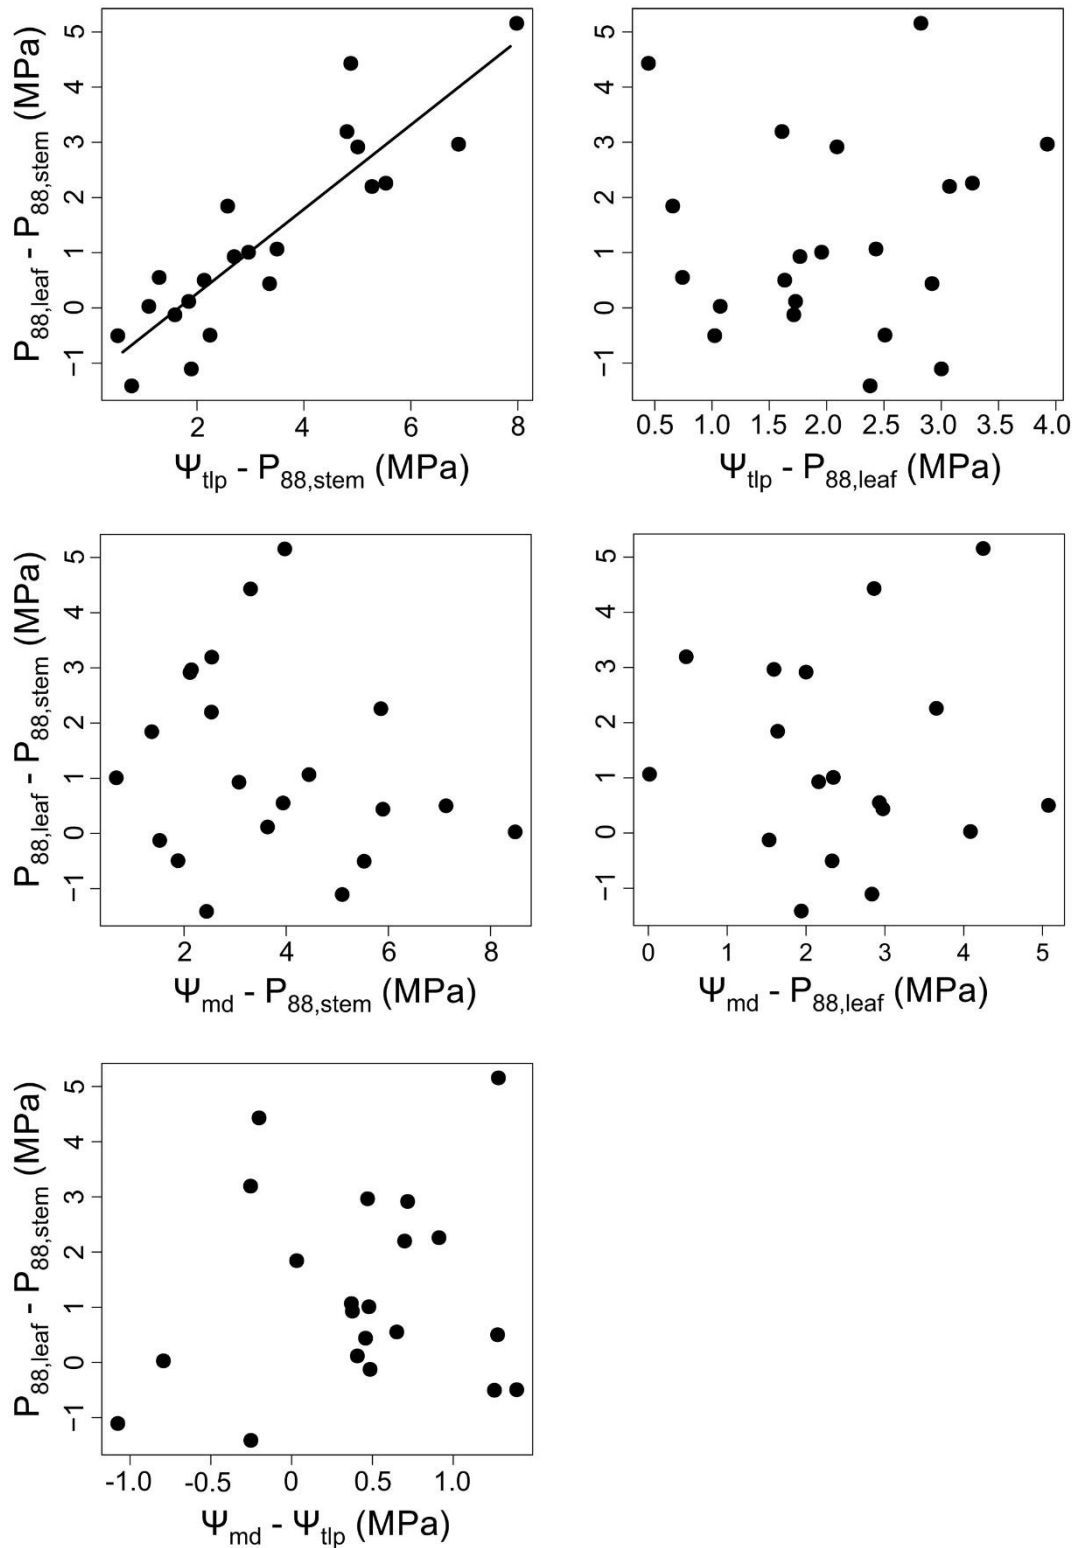 P88,leaf - P88,stem (MPa)
-1 0 1 2 3 4 5
2 4 6 8
Ψtlp - P88,stem (MPa)
-1 0 1 2 3 4 5
0.5 1.0 1.5 2.0 2.5 3.0 3.5 4.0
Ψtlp - P88,leaf (MPa)
P88,leaf - P88,stem (MPa)
-1 0 1 2 3 4 5
2 4 6 8
Ψmd - P88,stem (MPa)
-1 0 1 2 3 4 5
0 1 2 3 4 5
Ψmd - P88,leaf (MPa)
P88,leaf - P88,stem (MPa)
-1 0 1 2 3 4 5
-1.0 -0.5 0 0.5 1.0
Ψmd - Ψtlp (MPa)